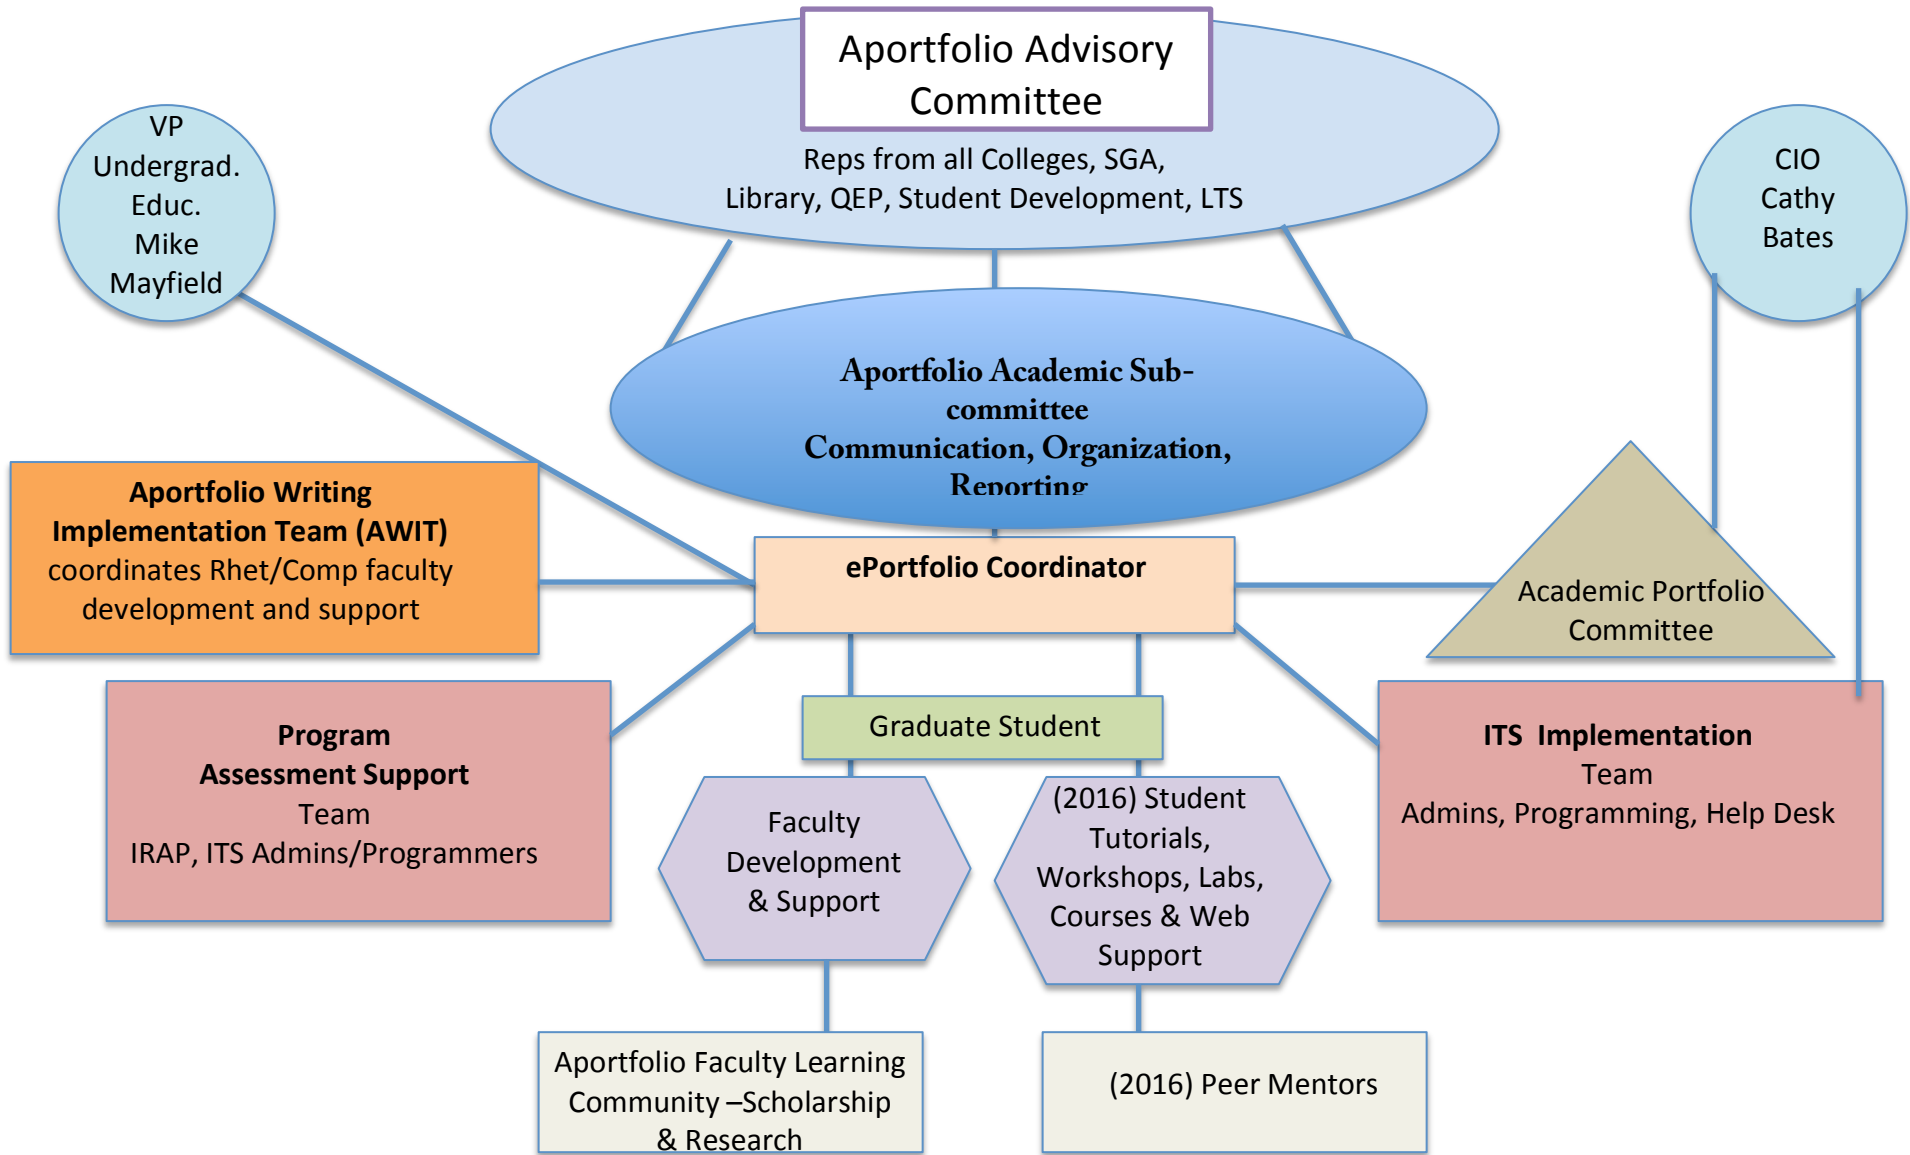 Aportfolio Advisory
Committee
Reps from all Colleges, SGA,
Library, QEP, Student Development, LTS
VP
Undergrad.
Educ.
Mike
Mayfield
CIO
Cathy
Bates
Aportfolio Academic Sub-
committee
Communication, Organization,
Reporting
Aportfolio Writing
Implementation Team (AWIT)
coordinates Rhet/Comp faculty
development and support
ePortfolio Coordinator
Academic Portfolio
Committee
Program
Assessment Support
Team
IRAP, ITS Admins/Programmers
Graduate Student
ITS  Implementation
Team
Admins, Programming, Help Desk
Faculty
Development
& Support
(2016) Student
Tutorials,
Workshops, Labs,
Courses & Web
Support
Aportfolio Faculty Learning
Community –Scholarship
& Research
(2016) Peer Mentors